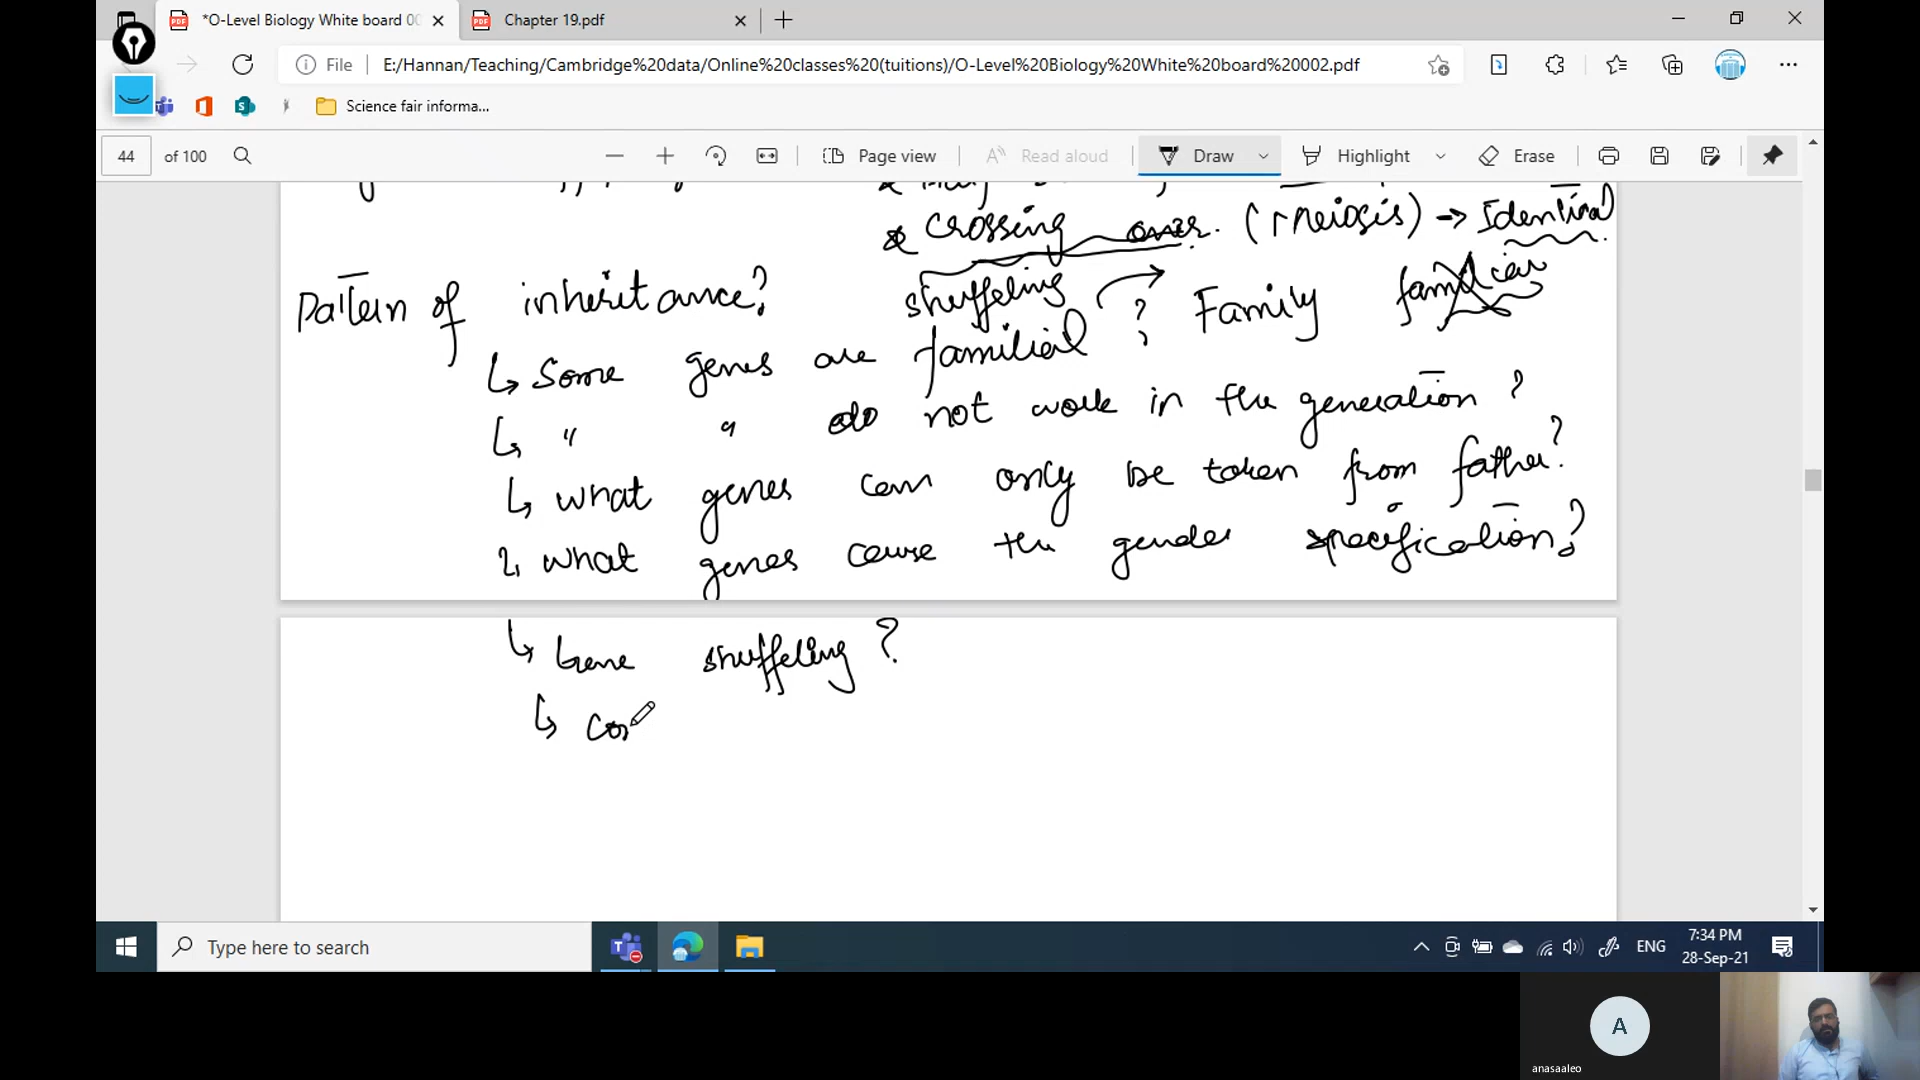 *O-Level Biology White board 00
Chapter 19.pdf
File
E:/Hannan/Teaching/Cambridge%20data/Online%20classes%20(tuitions)/O-Level%20Biology%20White%20board%20002.pdf
Science fair informa...
44 of 100
Page view
Read aloud
Draw
Highlight
Erase
* Crossing over. (Meiosis) → Identical
Pattern of inheritance? shuffeling Family familiar
↳ Some genes are familial ?
↳ " " do not work in the generation ?
↳ what genes can only be taken from father?
↳ what genes cause the gender specification?
↳ Gene shuffeling ?
↳ Cor
Type here to search
ENG
7:34 PM
28-Sep-21
A
anasaaleo